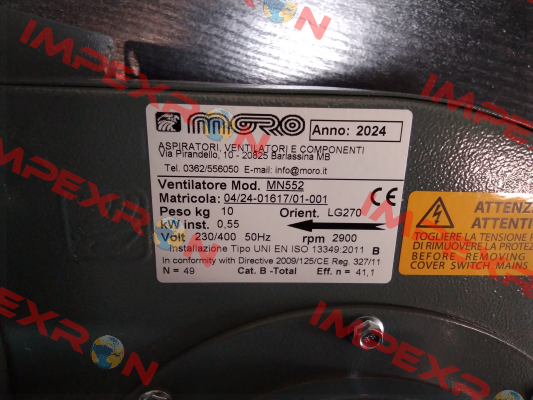 MORO
Anno: 2024
ASPIRATORI, VENTILATORI E COMPONENTI
Via Pirandello, 10 - 20825 Barlassina MB
Tel. 0362/556050 E-mail: info@moro.it
Ventilatore Mod. MN552
Matricola: 04/24-01617/01-001
CE
Peso kg 10 Orient. LG270
kW inst. 0.55
Volt 230/400 50Hz rpm 2900
Installazione Tipo UNI EN ISO 13349:2011 B
In conformity with Directive 2009/125/CE Reg. 327/11
N = 49 Cat. B -Total Eff. n = 41,1
ATTENZ
ATTENTI
TOGLIERE LA TENSIONE
DI RIMUOVERE
BEFORE REMOVING
COVER SWITCH MAINS
IMPEXRON
IMPEXRON
IMPEXRON
IMPEXRON